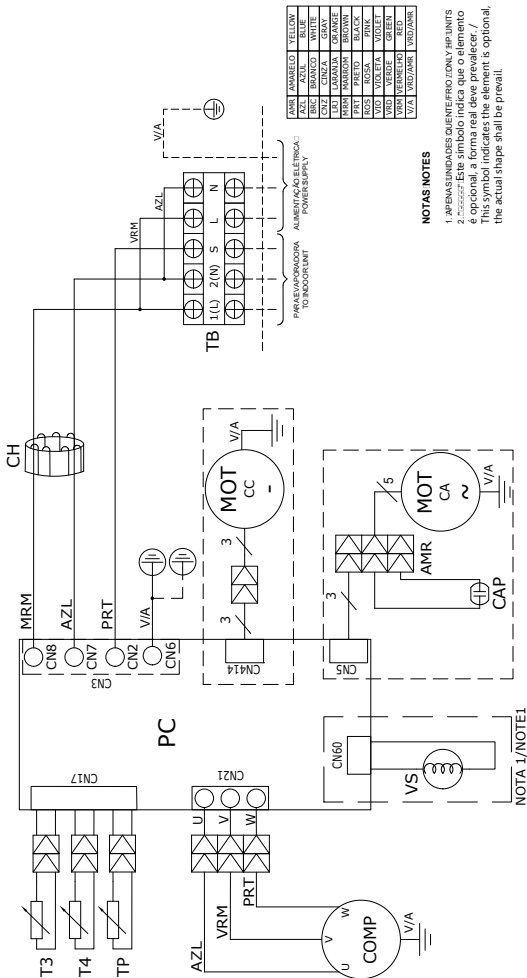 T3
T4
TP
CN17
CN21
U
V
W
AZL
VRM
PRT
U
V
W
COMP
V/A
PC
CN60
VS
NOTA 1/NOTE1
MRM
AZL
PRT
V/A
CN8
CN7
CN2
CN6
CN3
CN414
CN5
3
3
MOT
CC
-
V/A
3
AMR
5
MOT
CA
~
V/A
CAP
CH
TB
1(L)
2(N)
S
L
N
VRM
AZL
V/A
PARA EVAPORADORA
TO INDOOR UNIT
ALIMENTAÇÃO ELÉTRICA
POWER SUPPLY
AMR AMARELO YELLOW
AZL AZUL BLUE
BRC BRANCO WHITE
CNZ CINZA GRAY
LRJ LARANJA ORANGE
MRM MARROM BROWN
PRT PRETO BLACK
ROS ROSA PINK
VIO VIOLETA VIOLET
VRD VERDE GREEN
VRM VERMELHO RED
V/A VRD/AMR VRD/AMR
NOTAS NOTES
1. APENAS UNIDADES QUENTE/FRIO /ONLY HP UNITS
2. Este símbolo indica que o elemento
é opcional, a forma real deve prevalecer. /
This symbol indicates the element is optional,
the actual shape shall be prevail.